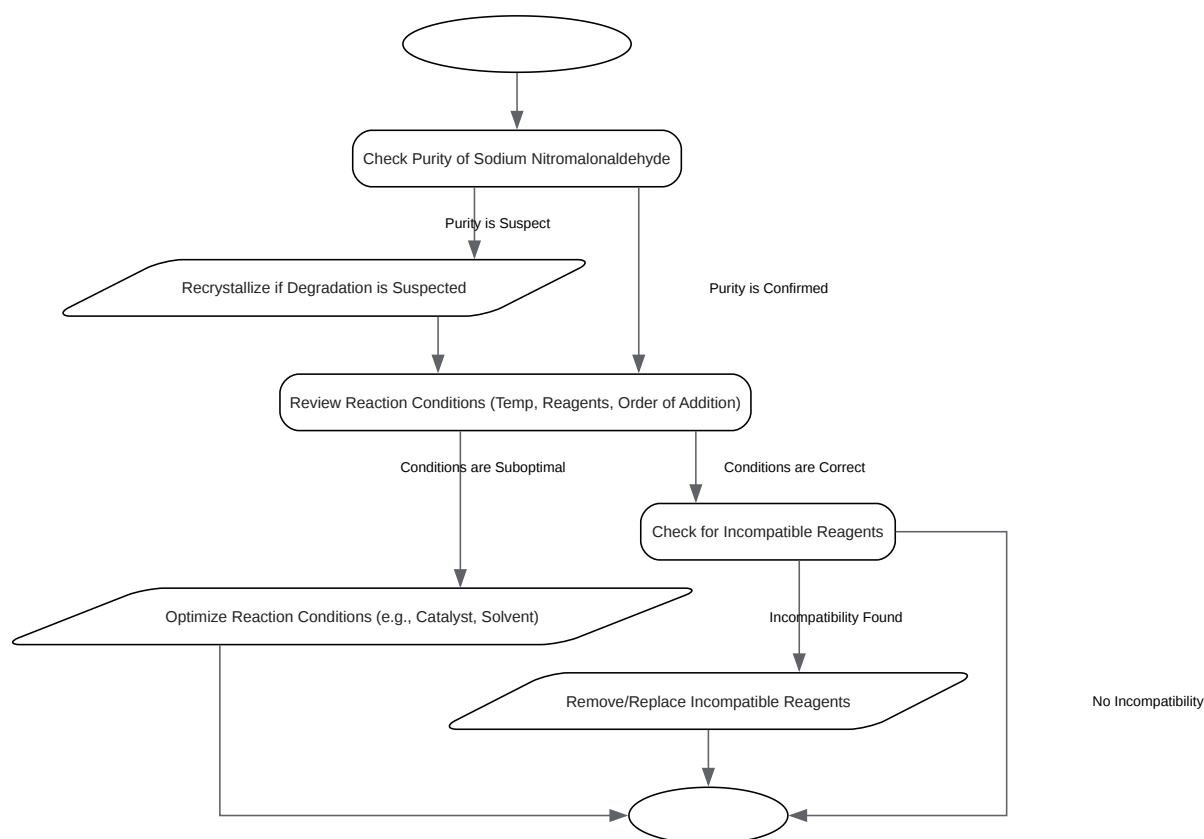 Check Purity of Sodium Nitromalonaldehyde
Purity is Suspect
Recrystallize if Degradation is Suspected
Purity is Confirmed
Review Reaction Conditions (Temp, Reagents, Order of Addition)
Conditions are Suboptimal
Conditions are Correct
Check for Incompatible Reagents
Optimize Reaction Conditions (e.g., Catalyst, Solvent)
Incompatibility Found
Remove/Replace Incompatible Reagents
No Incompatibility